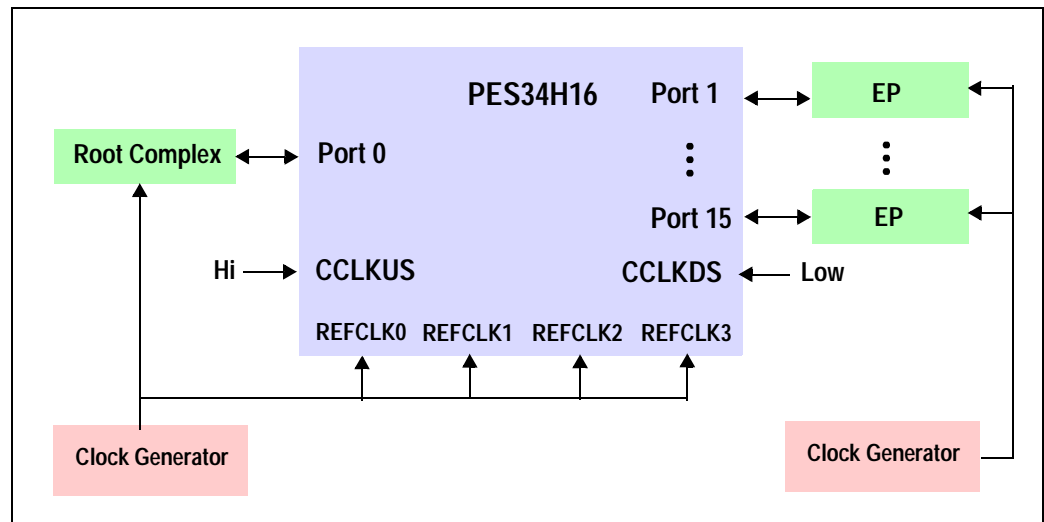 PES34H16
Port 1
EP
Root Complex
Port 0
Port 15
EP
Hi
CCLKUS
CCLKDS
Low
REFCLK0
REFCLK1
REFCLK2
REFCLK3
Clock Generator
Clock Generator